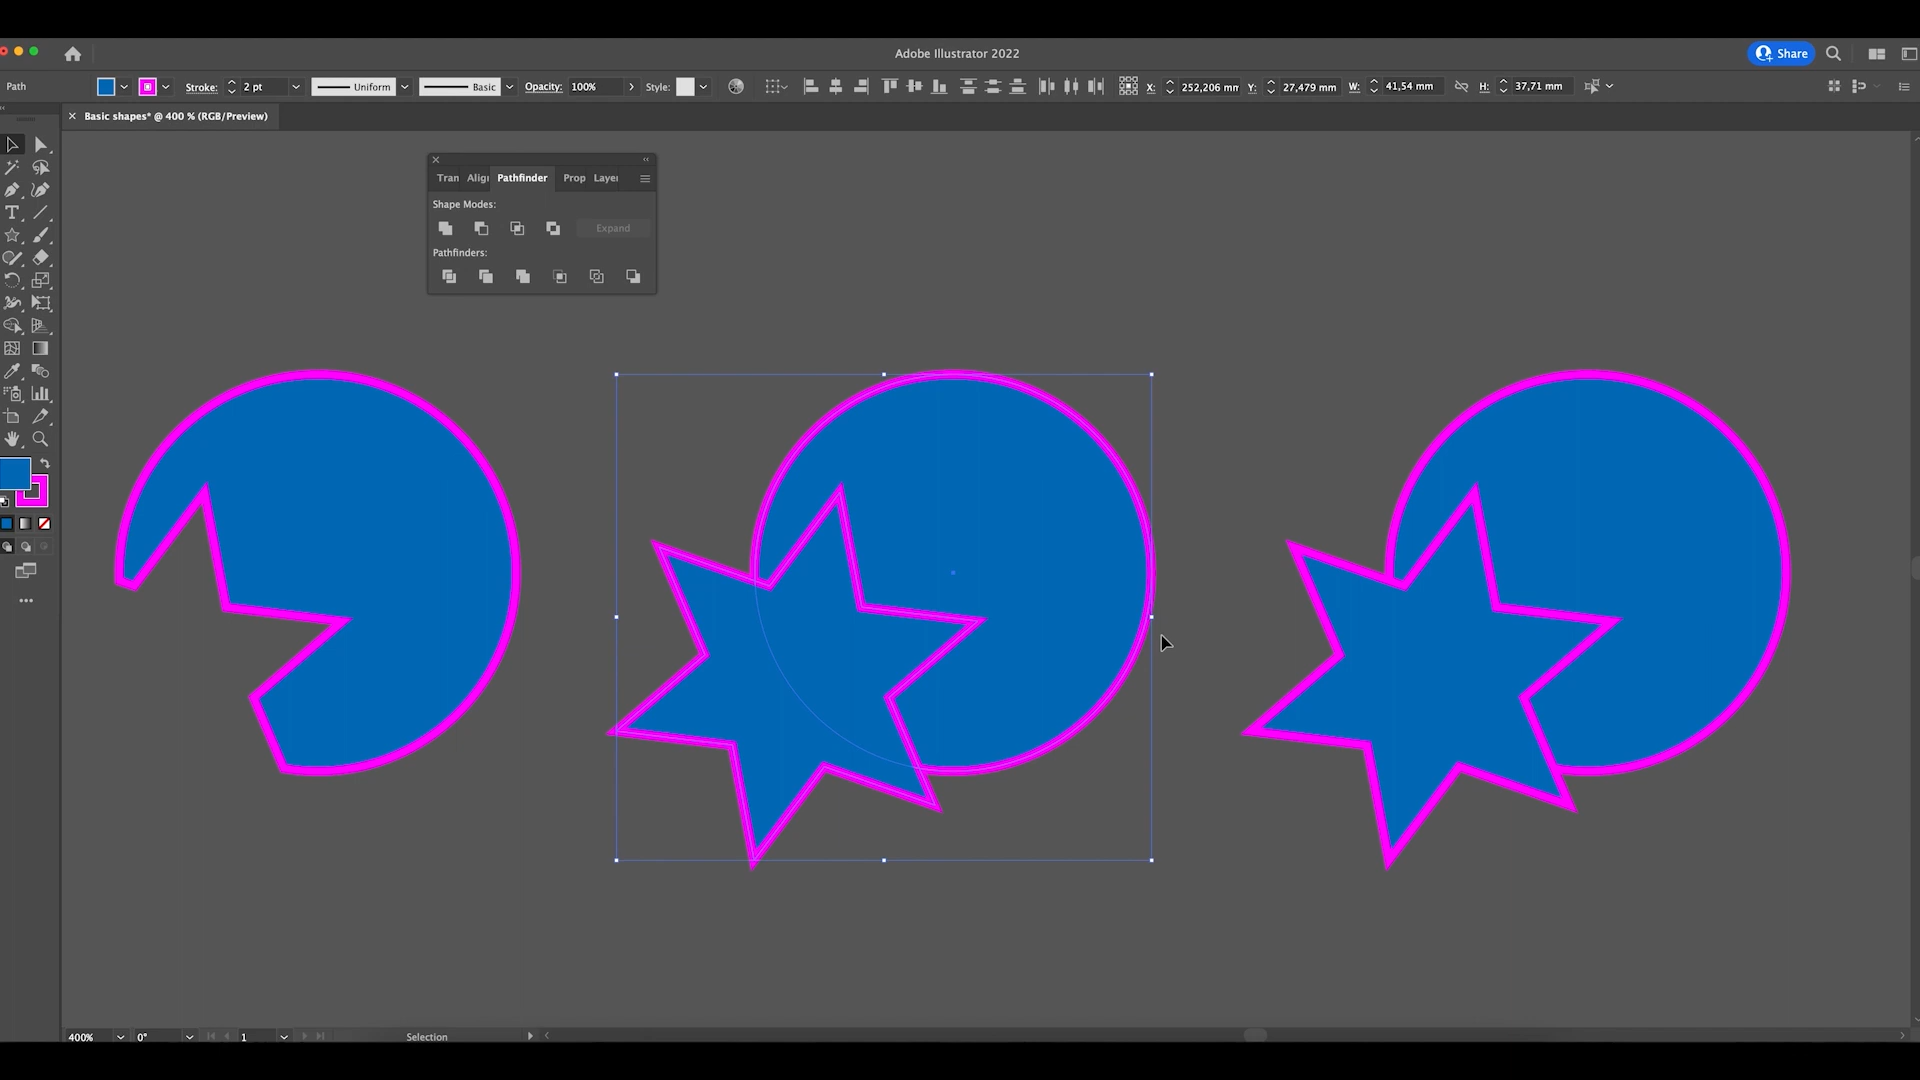 Adobe Illustrator 2022
Share
Path
Stroke: 2 pt Uniform Basic Opacity: 100% Style: X: 252,206 mm Y: 27,479 mm W: 41,54 mm H: 37,71 mm
Basic shapes* @ 400 % (RGB/Preview)
Tran Align Pathfinder Prop Layer
Shape Modes:
Expand
Pathfinders:
400% 0° 1 Selection